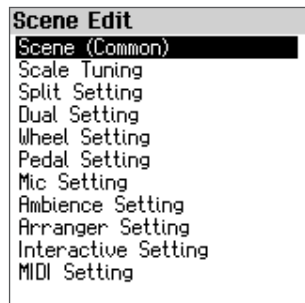 Scene Edit
Scene (Common)
Scale Tuning
Split Setting
Dual Setting
Wheel Setting
Pedal Setting
Mic Setting
Ambience Setting
Arranger Setting
Interactive Setting
MIDI Setting